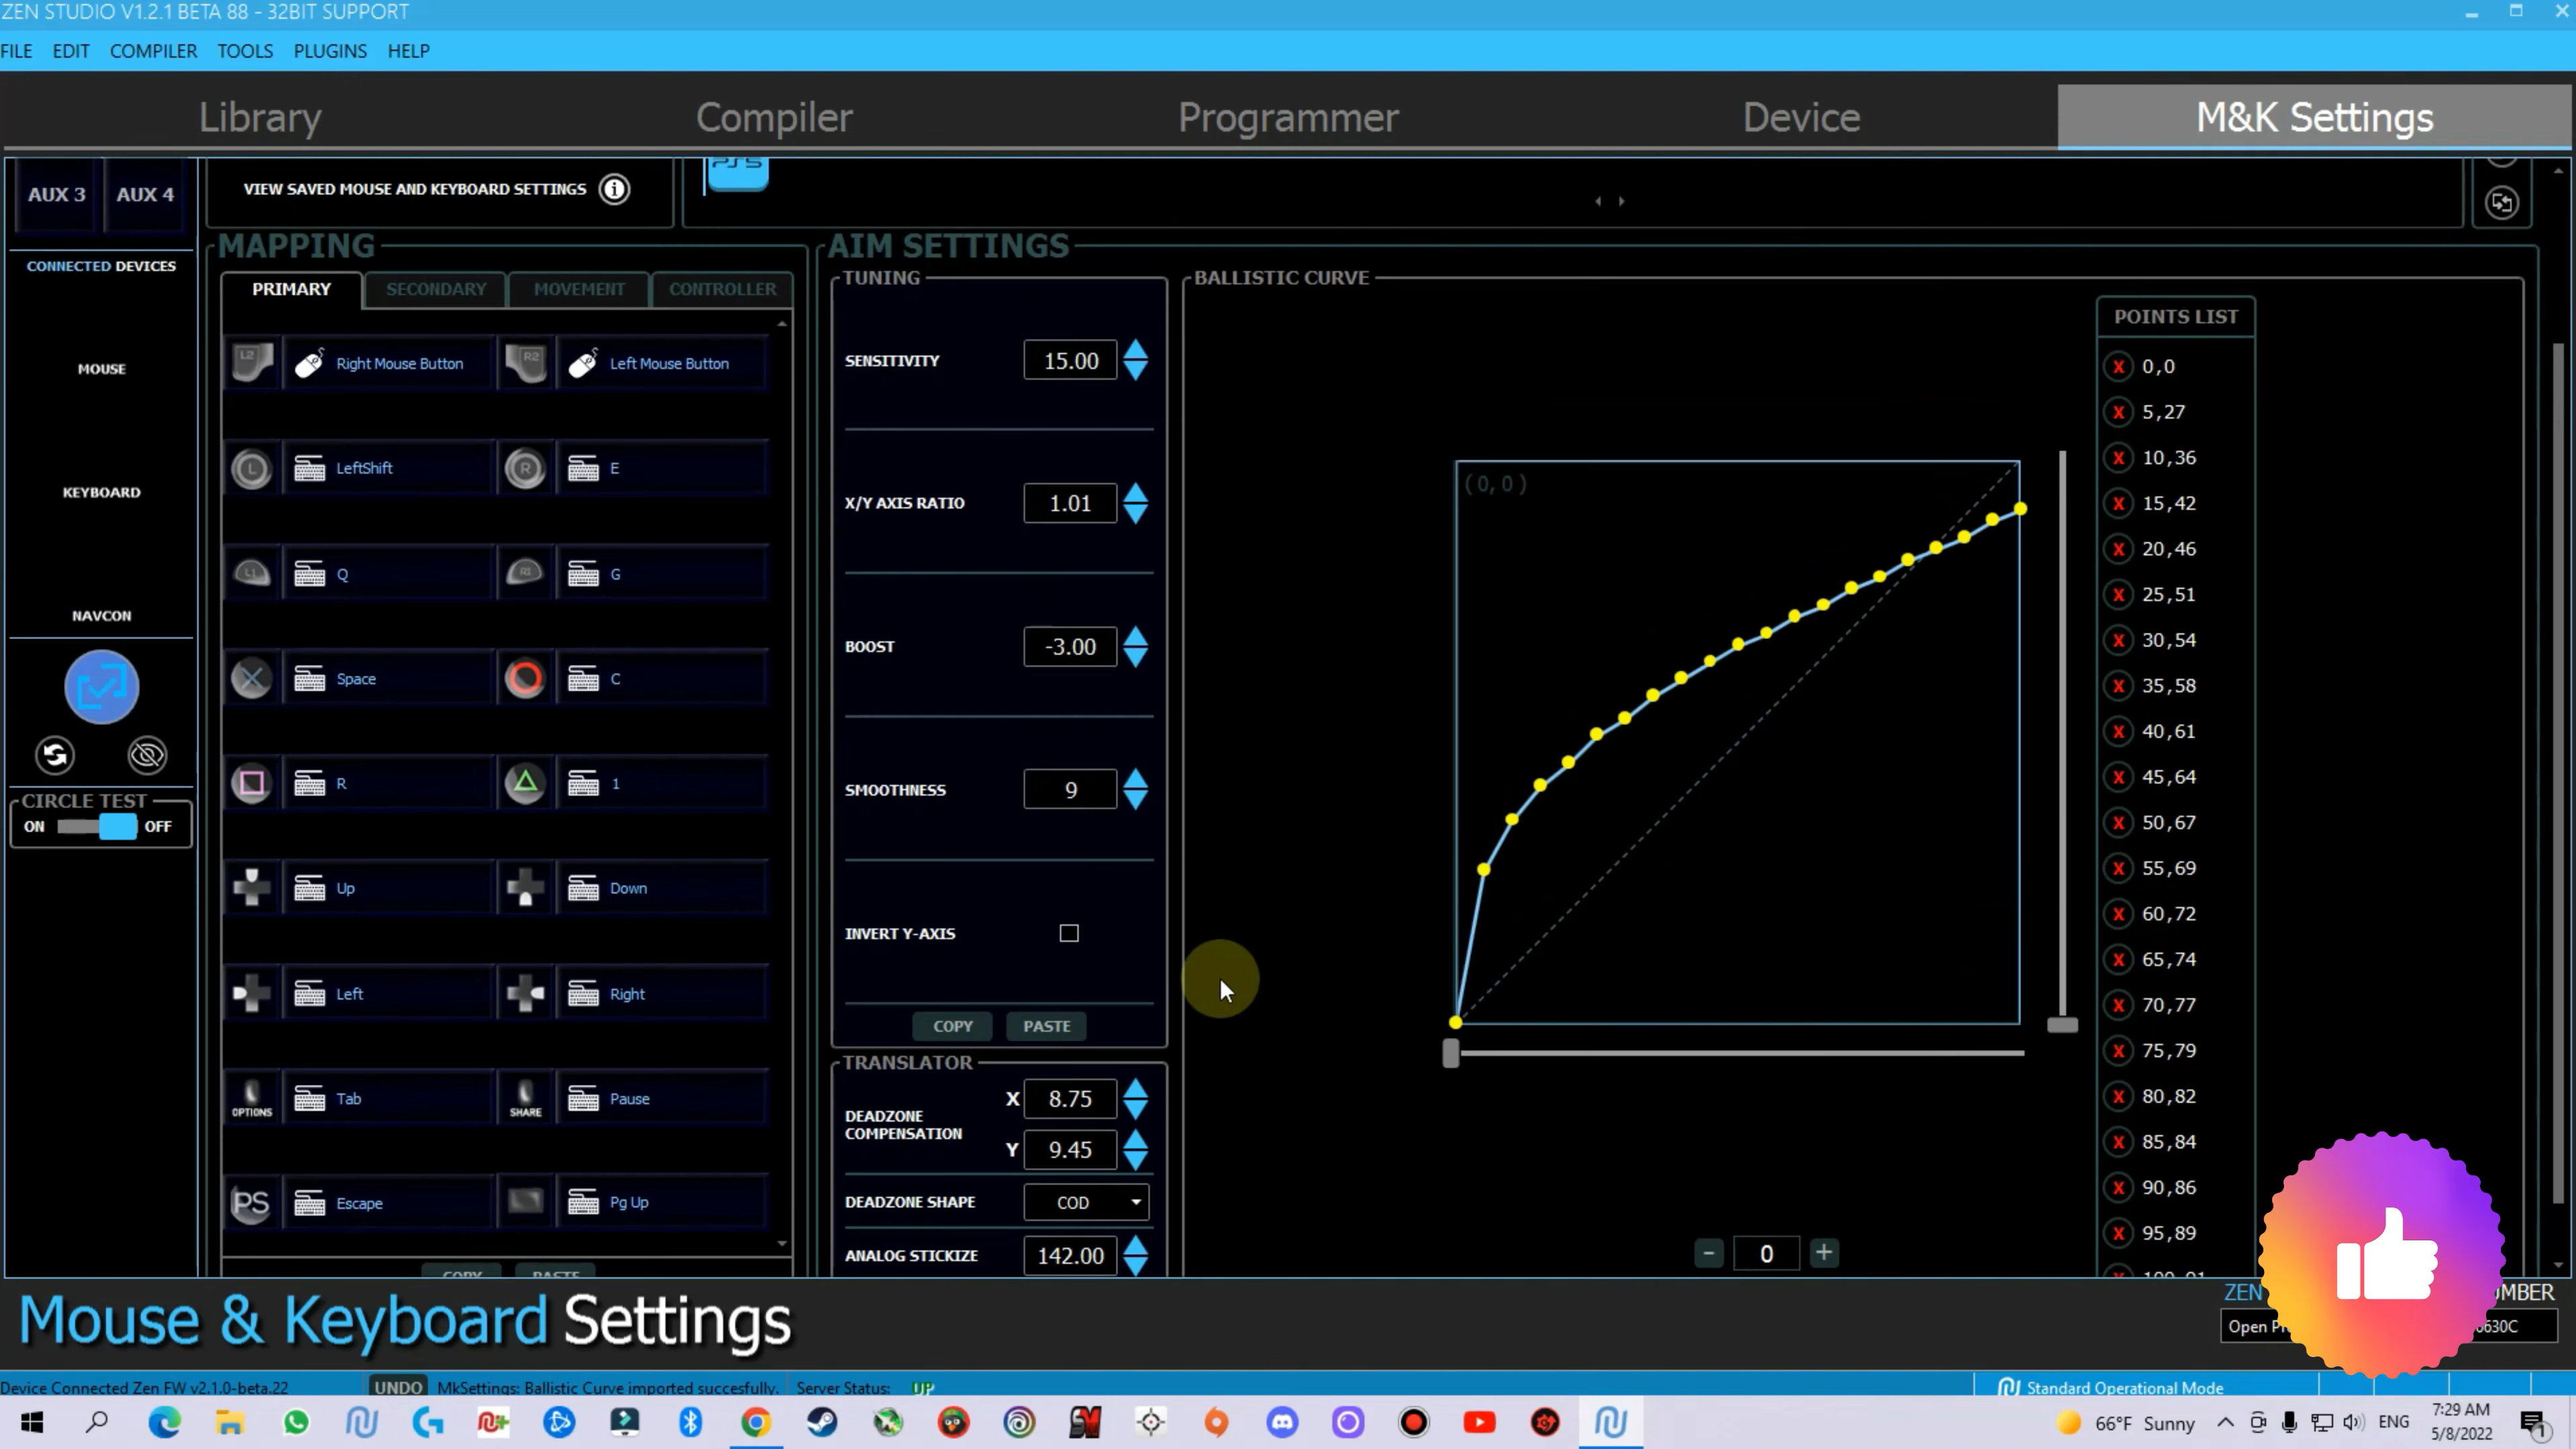 ZEN STUDIO V1.2.1 BETA 88 - 32BIT SUPPORT
FILE EDIT COMPILER TOOLS PLUGINS HELP
Library Compiler Programmer Device M&K Settings
AUX 3 AUX 4
VIEW SAVED MOUSE AND KEYBOARD SETTINGS
PS5
CONNECTED DEVICES
MOUSE
KEYBOARD
NAVCON
CIRCLE TEST
ON OFF
MAPPING
PRIMARY SECONDARY MOVEMENT CONTROLLER
L2 Right Mouse Button R2 Left Mouse Button
L LeftShift R E
L1 Q R1 G
Space C
R 1
Up Down
Left Right
OPTIONS Tab SHARE Pause
PS Escape Pg Up
COPY PASTE
AIM SETTINGS
TUNING
SENSITIVITY 15.00
X/Y AXIS RATIO 1.01
BOOST -3.00
SMOOTHNESS 9
INVERT Y-AXIS
COPY PASTE
TRANSLATOR
DEADZONE COMPENSATION X 8.75
Y 9.45
DEADZONE SHAPE COD
ANALOG STICKIZE 142.00
BALLISTIC CURVE
(0,0)
- 0 +
POINTS LIST
X 0,0
X 5,27
X 10,36
X 15,42
X 20,46
X 25,51
X 30,54
X 35,58
X 40,61
X 45,64
X 50,67
X 55,69
X 60,72
X 65,74
X 70,77
X 75,79
X 80,82
X 85,84
X 90,86
X 95,89
Mouse & Keyboard Settings
ZEN
Open
Device Connected Zen FW v2.1.0-beta.22 UNDO MkSettings: Ballistic Curve imported succesfully. Server Status: UP Standard Operational Mode
66°F Sunny ENG 7:29 AM
5/8/2022